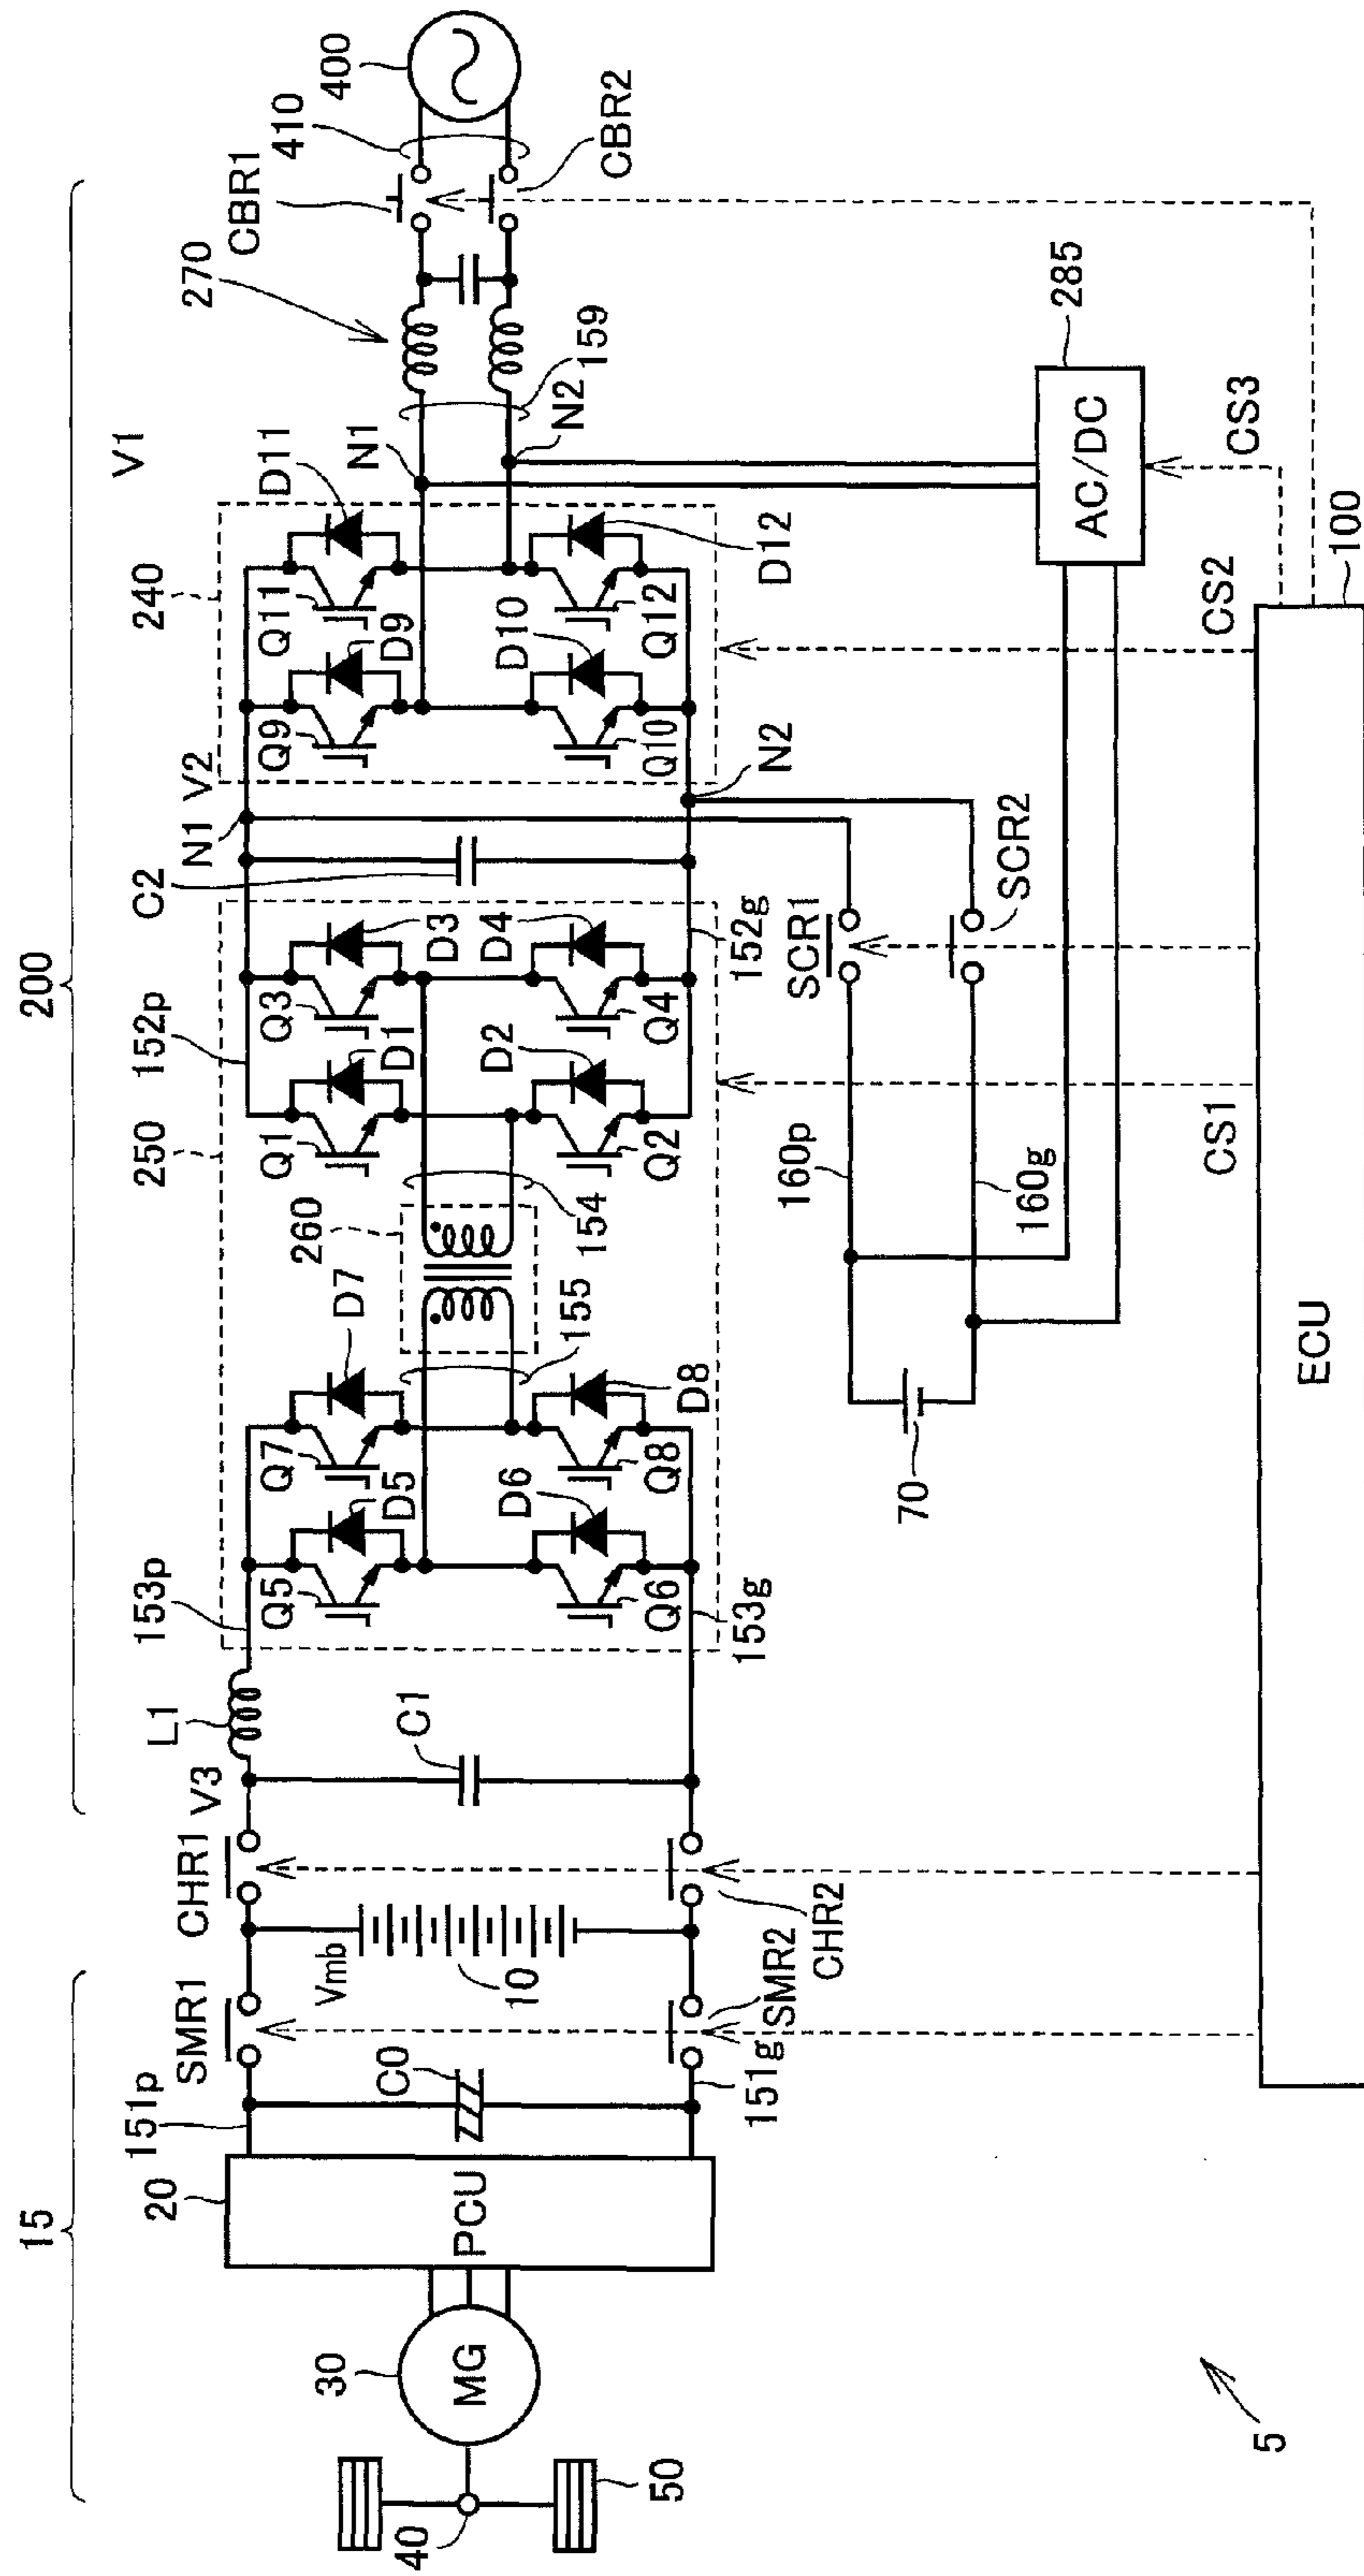 200
15
V1
400
410
CBR1
CBR2
270
159
N1
N2
240
D11
Q11
D9
Q9
D12
Q12
D10
Q10
285
AC/DC
CS3
CS2
100
V2
N1
N2
C2
152p
250
D3
Q3
D1
Q1
D4
Q4
D2
Q2
152g
SCR1
SCR2
260
154
155
D7
Q7
D5
Q5
D8
Q8
D6
Q6
160p
160g
CS1
70
ECU
153p
153g
L1
V3
C1
CHR1
CHR2
Vmb
10
SMR1
SMR2
C0
151p
151g
20
PCU
30
MG
40
50
5